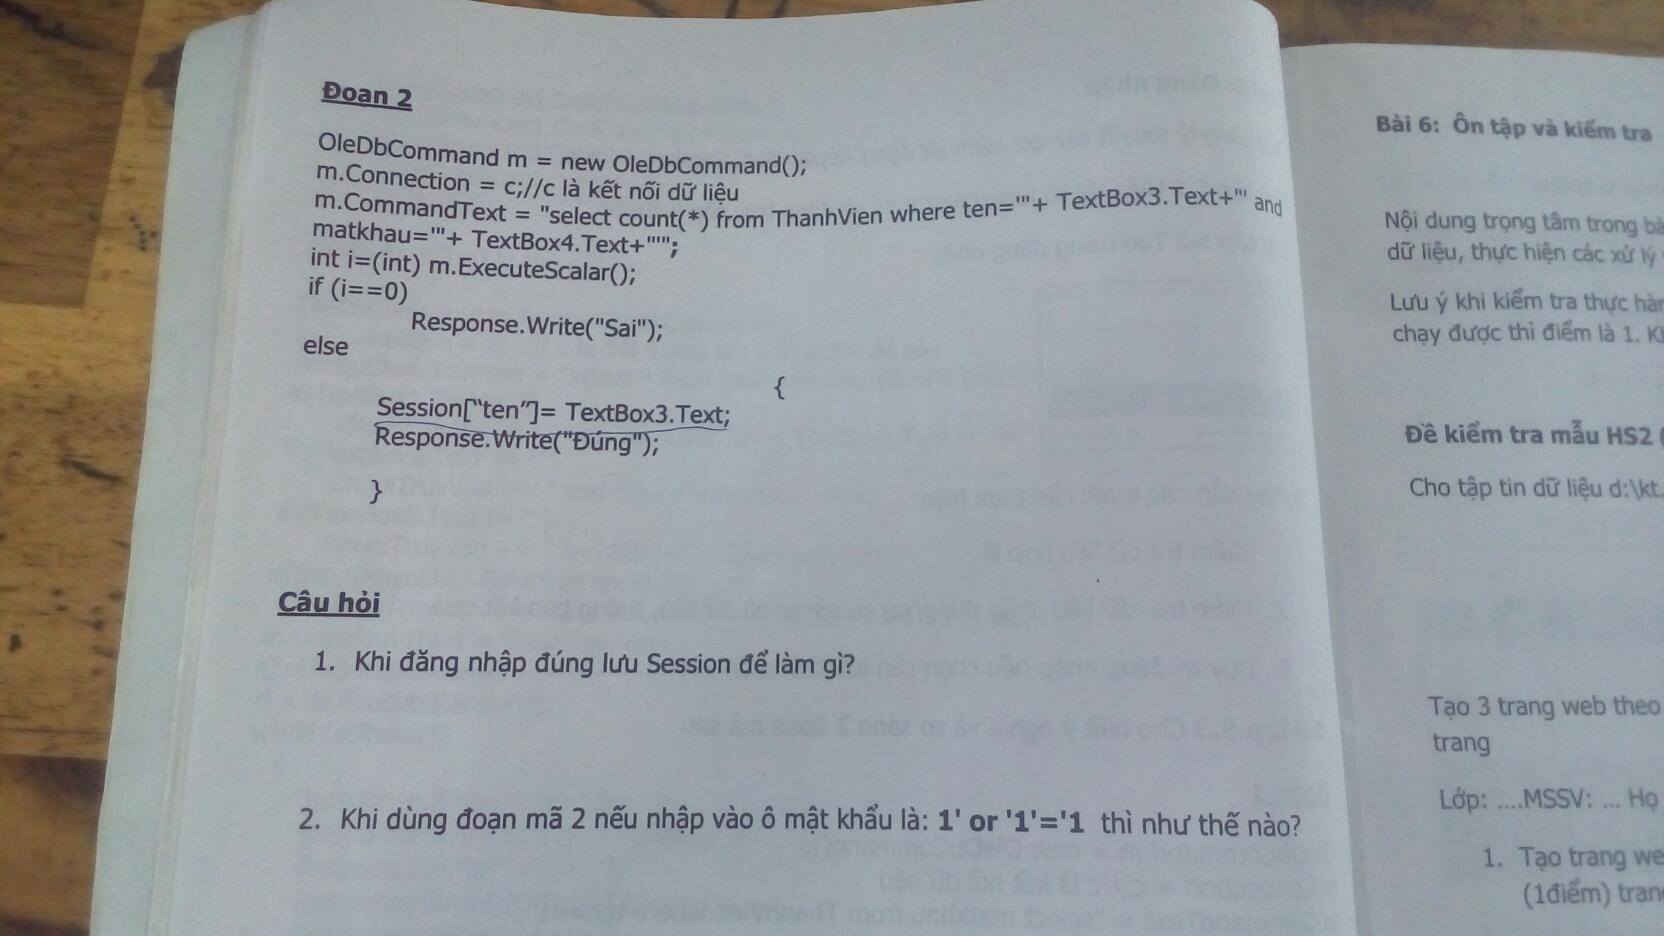 Đoạn 2
OleDbCommand m = new OleDbCommand();
m.Connection = c;//c là kết nối dữ liệu
m.CommandText = "select count(*) from ThanhVien where ten='"+ TextBox3.Text+"' and
matkhau='"+ TextBox4.Text+"'";
int i=(int) m.ExecuteScalar();
if (i==0)
Response.Write("Sai");
else
{
Session["ten"]= TextBox3.Text;
Response.Write("Đúng");
}
Câu hỏi
1. Khi đăng nhập đúng lưu Session để làm gì?
2. Khi dùng đoạn mã 2 nếu nhập vào ô mật khẩu là: 1' or '1'='1 thì như thế nào?
Bài 6: Ôn tập và kiểm tra
Nội dung trọng tâm trong
dữ liệu, thực hiện các xử lý
Lưu ý khi kiểm tra thực
chạy được thì điểm là 1.
Đề kiểm tra mẫu HS2 (
Cho tập tin dữ liệu d:\kt.
Tạo 3 trang web theo
trang
Lớp: ....MSSV: ... Họ
1. Tạo trang
(1điểm)